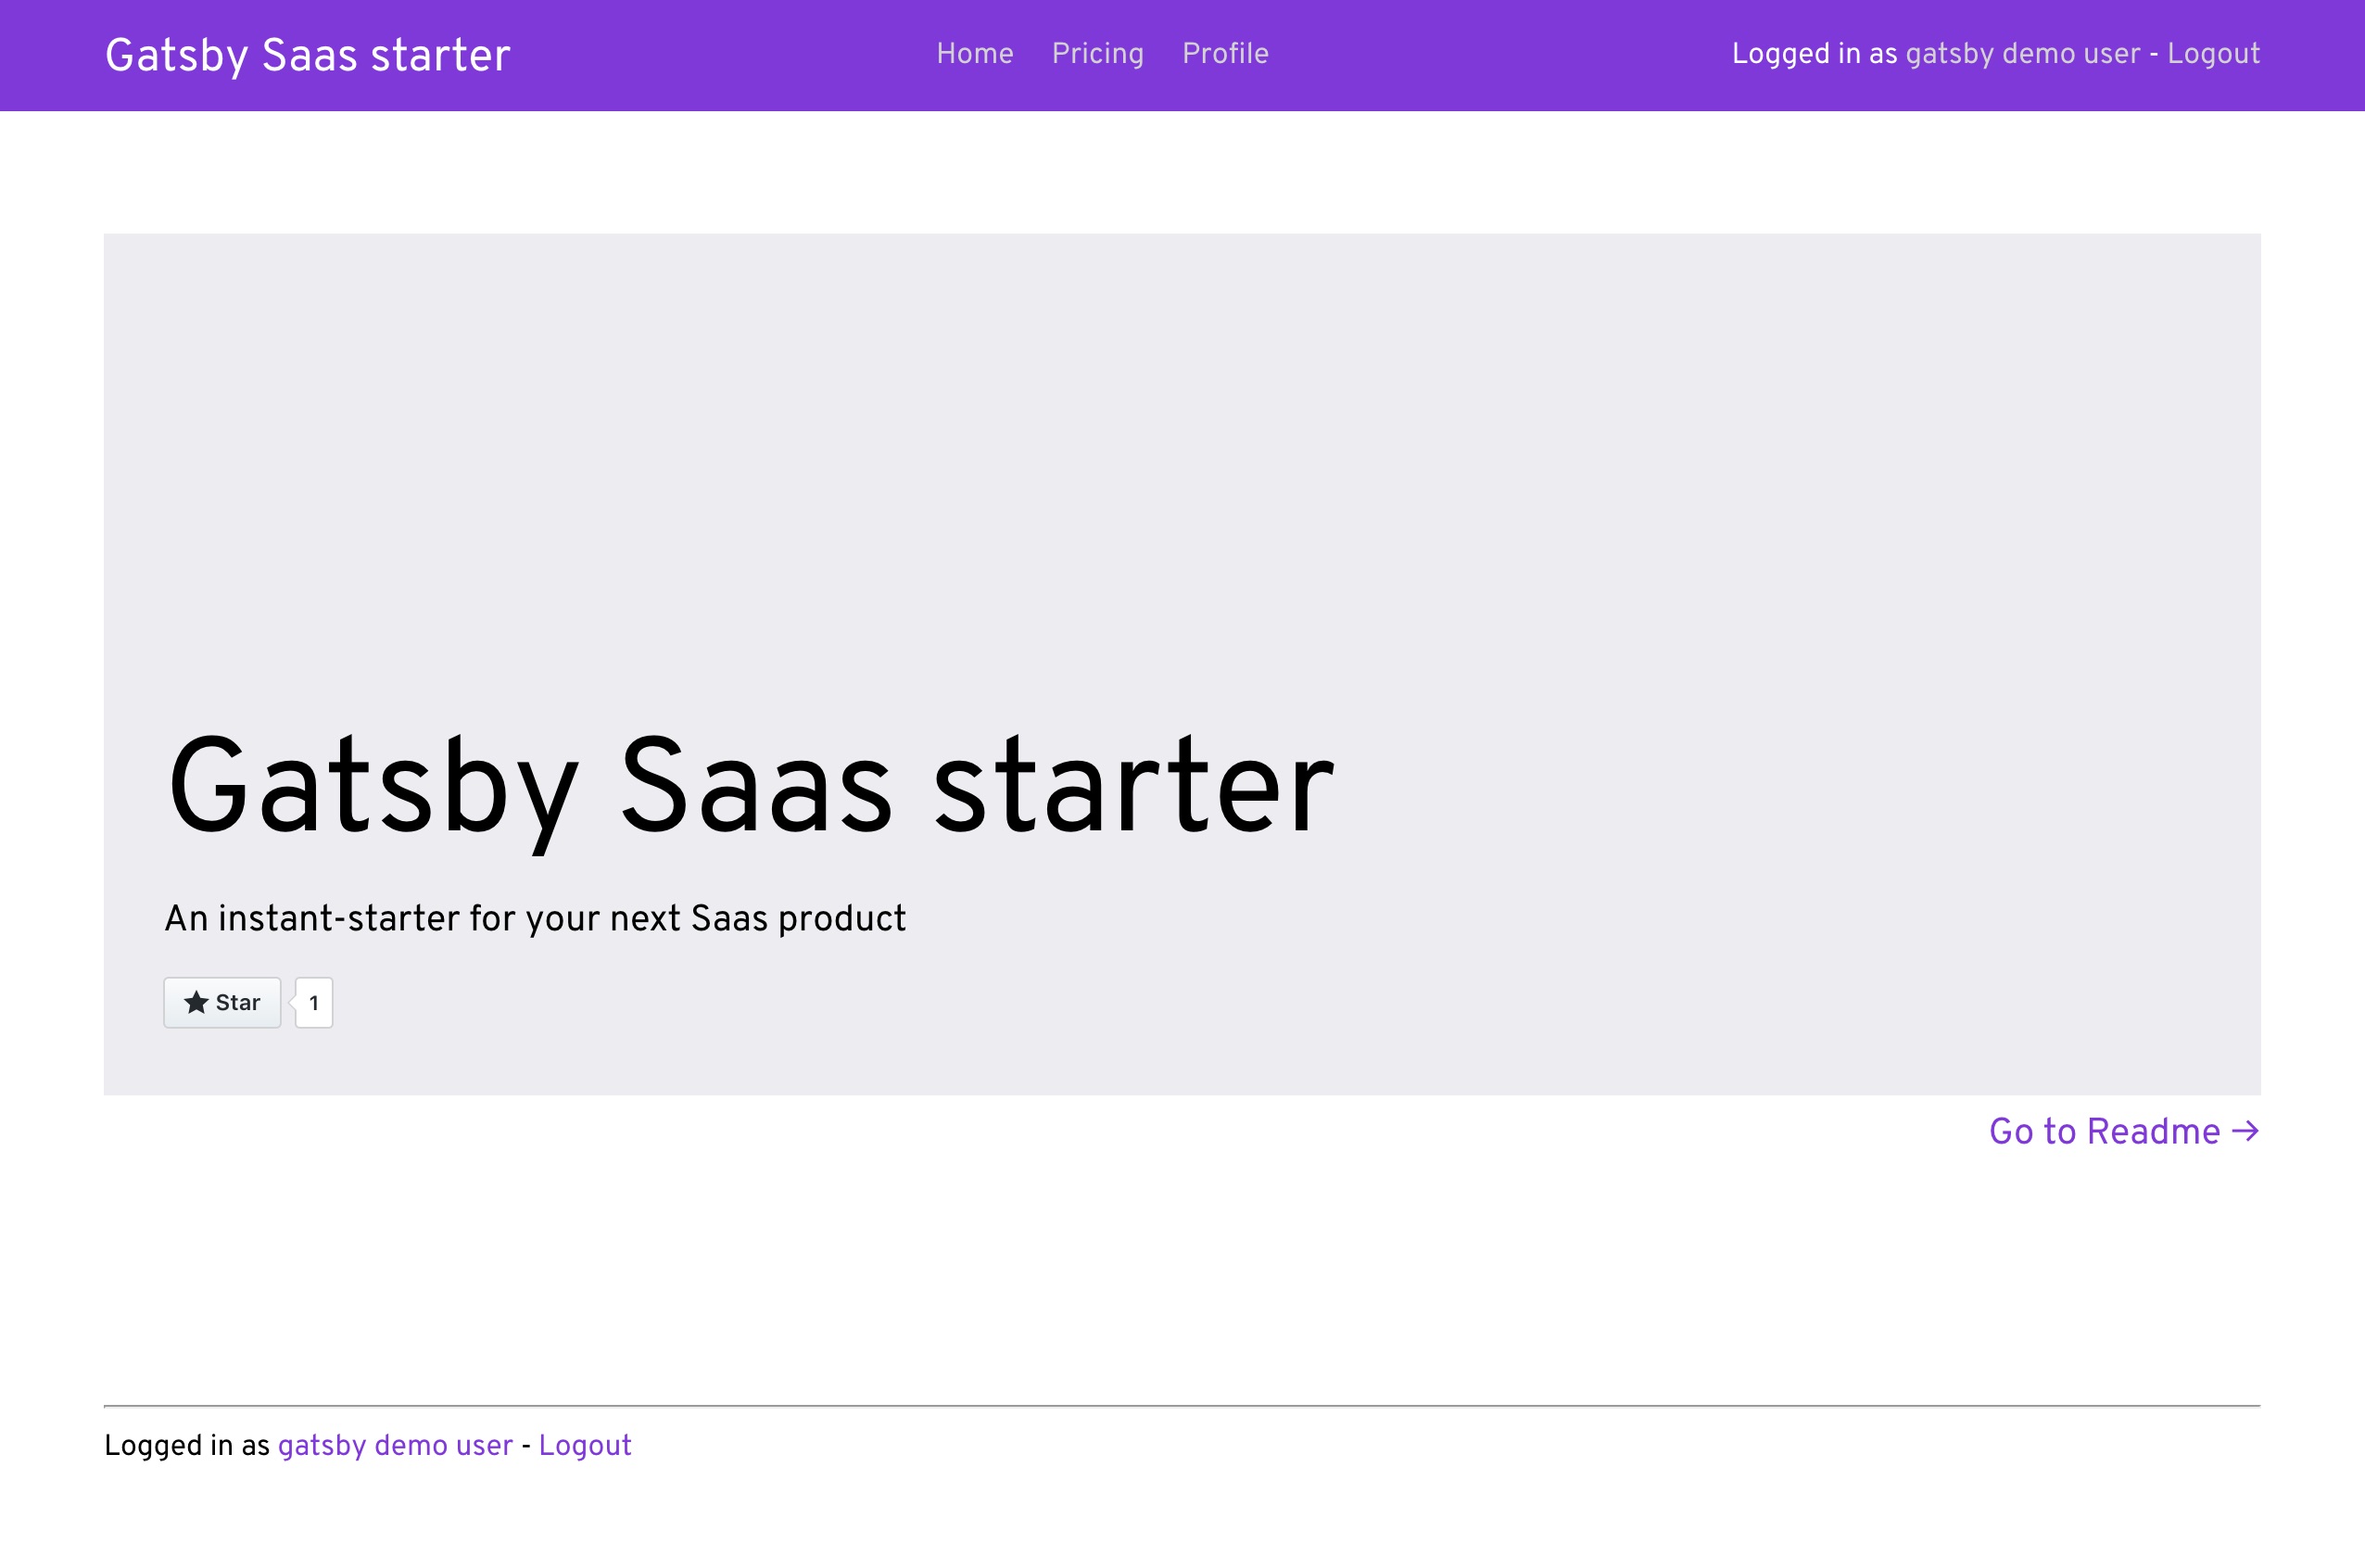 Gatsby Saas starter
Home Pricing Profile
Logged in as gatsby demo user - Logout
Gatsby Saas starter
An instant-starter for your next Saas product
Star 1
Go to Readme →
Logged in as gatsby demo user - Logout